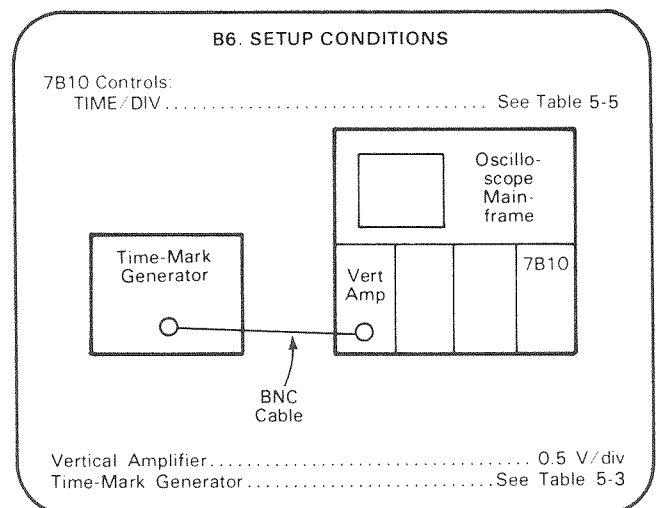 B6. SETUP CONDITIONS
7B10 Controls:
TIME/DIV.................................. See Table 5-5
Oscillo-
scope
Main-
frame
Time-Mark
Generator
Vert
Amp
7B10
BNC
Cable
Vertical Amplifier.................................. 0.5 V/div
Time-Mark Generator..........................See Table 5-3